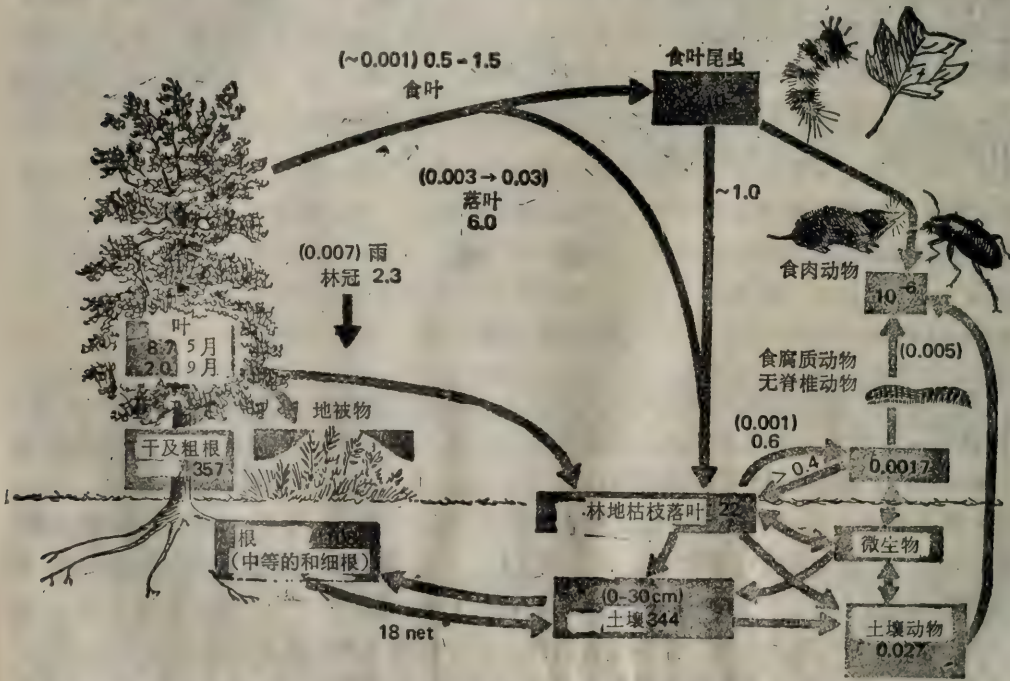 (~0.001) 0.5-1.5
食叶
食叶昆虫
(0.003→0.03)
落叶
6.0
~1.0
(0.007) 雨
林冠 2.3
食肉动物
10⁻⁶
(0.005)
叶
8.7 5月
2.0 9月
食腐质动物
无脊椎动物
地被物
干及粗根
357
(0.001)
0.6
> 0.4
0.0017
林地枯枝落叶 22
微生物
根
(中等的和细根)
(0-30cm)
土壤344
18 net
土壤动物
0.027